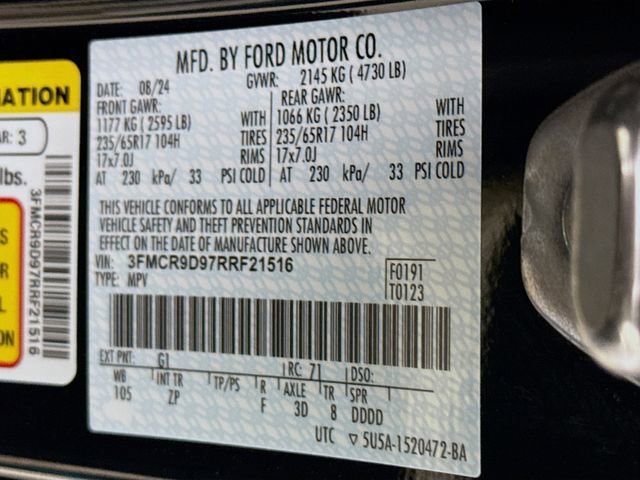 MFD. BY FORD MOTOR CO.
DATE: 08/24 GVWR: 2145 KG ( 4730 LB)
FRONT GAWR: REAR GAWR:
1177 KG ( 2595 LB) WITH 1066 KG ( 2350 LB) WITH
235/65R17 104H TIRES 235/65R17 104H TIRES
17x7.0J RIMS 17x7.0J RIMS
AT 230 kPa/ 33 PSI COLD AT 230 kPa/ 33 PSI COLD
THIS VEHICLE CONFORMS TO ALL APPLICABLE FEDERAL MOTOR
VEHICLE SAFETY AND THEFT PREVENTION STANDARDS IN
EFFECT ON THE DATE OF MANUFACTURE SHOWN ABOVE.
VIN: 3FMCR9D97RRF21516 F0191
TYPE: MPV T0123
EXT PNT: G1 RC: 71 DSO:
WB INT TR TP/PS R AXLE TR SPR
105 ZP F 3D 8 DDDD
UTC ▽ 5U5A-1520472-BA
MATION
AR: 3
lbs.
3FMCR9D97RRF21516